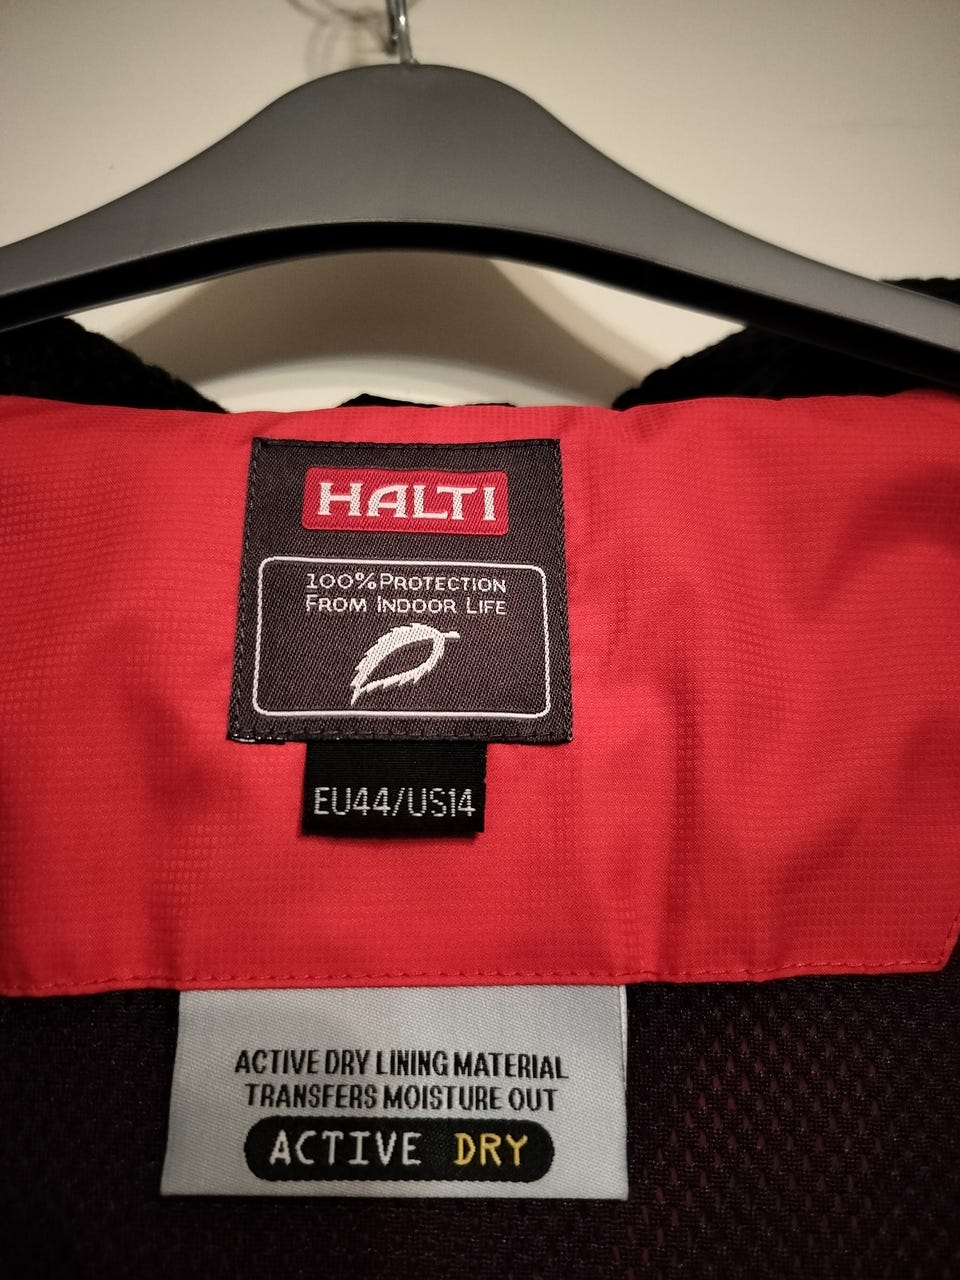 HALTI
100% PROTECTION
FROM INDOOR LIFE
EU44/US14
ACTIVE DRY LINING MATERIAL
TRANSFERS MOISTURE OUT
ACTIVE DRY